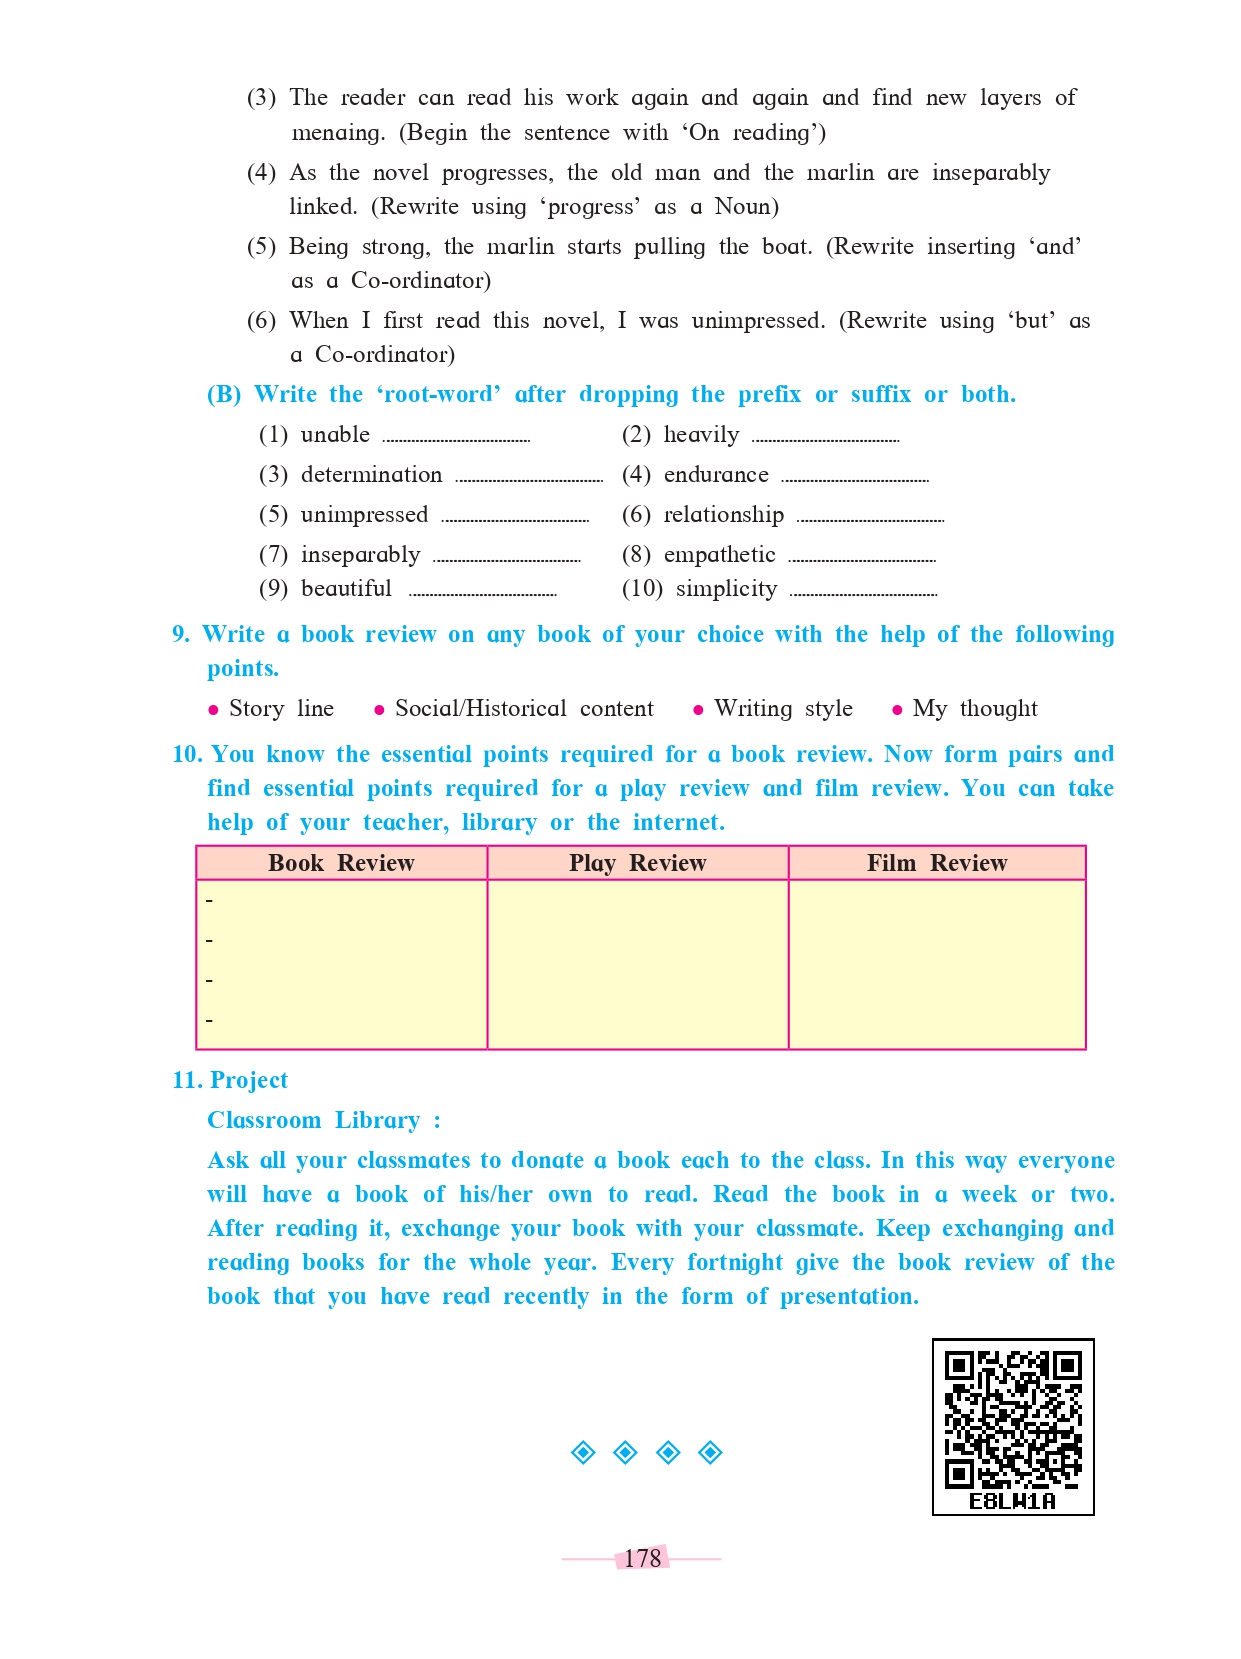 (3) The reader can read his work again and again and find new layers of
menaing. (Begin the sentence with ‘On reading’)
(4) As the novel progresses, the old man and the marlin are inseparably
linked. (Rewrite using ‘progress’ as a Noun)
(5) Being strong, the marlin starts pulling the boat. (Rewrite inserting ‘and’
as a Co-ordinator)
(6) When I first read this novel, I was unimpressed. (Rewrite using ‘but’ as
a Co-ordinator)
(B) Write the ‘root-word’ after dropping the prefix or suffix or both.
(1) unable .................................... (2) heavily ....................................
(3) determination .................................... (4) endurance ....................................
(5) unimpressed .................................... (6) relationship ....................................
(7) inseparably .................................... (8) empathetic ....................................
(9) beautiful .................................... (10) simplicity ....................................
9. Write a book review on any book of your choice with the help of the following
points.
● Story line ● Social/Historical content ● Writing style ● My thought
10. You know the essential points required for a book review. Now form pairs and
find essential points required for a play review and film review. You can take
help of your teacher, library or the internet.
Book Review Play Review Film Review
-
-
-
-
11. Project
Classroom Library :
Ask all your classmates to donate a book each to the class. In this way everyone
will have a book of his/her own to read. Read the book in a week or two.
After reading it, exchange your book with your classmate. Keep exchanging and
reading books for the whole year. Every fortnight give the book review of the
book that you have read recently in the form of presentation.
E8LW1A
178